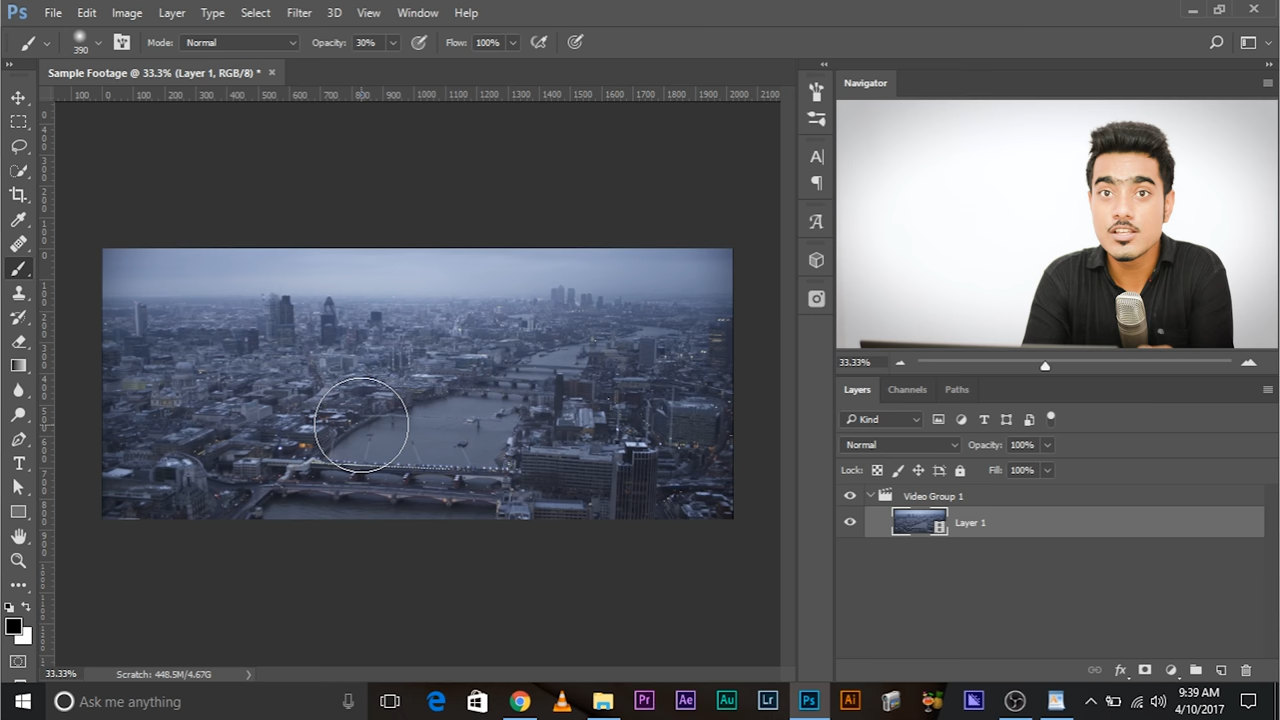 Ps File Edit Image Layer Type Select Filter 3D View Window Help
390 Mode: Normal Opacity: 30% Flow: 100%
Sample Footage @ 33.3% (Layer 1, RGB/8) * ×
100 0 100 200 300 400 500 600 700 800 900 1000 1100 1200 1300 1400 1500 1600 1700 1800 1900 2000 2100
Navigator
33.33%
Layers Channels Paths
Kind
Normal Opacity: 100%
Lock: Fill: 100%
Video Group 1
Layer 1
33.33% Scratch: 448.5M/4.67G
fx
Ask me anything
Pr Ae Au Lr Ps Ai
9:39 AM
4/10/2017